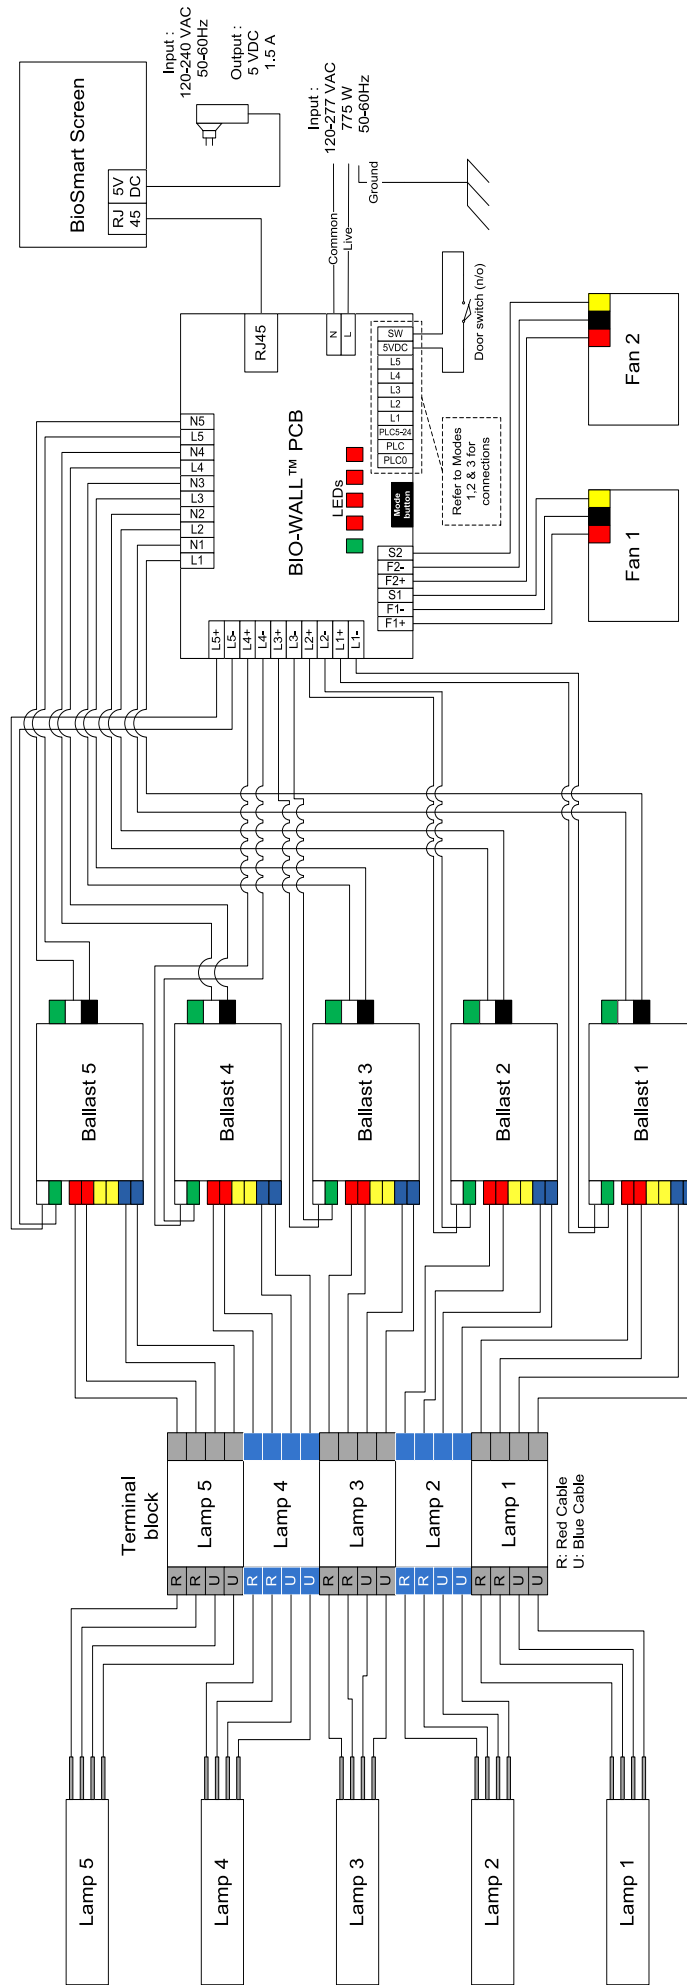 BioSmart Screen
RJ
45
5V
DC
Input :
120-240 VAC
50-60Hz
Output :
5 VDC
1.5 A
Input :
120-277 VAC
775 W
50-60Hz
Common
Live
Ground
RJ45
N
L
BIO-WALL™ PCB
LEDs
Mode
button
N5
L5
N4
L4
N3
L3
N2
L2
N1
L1
SW
5VDC
L5
L4
L3
L2
L1
PLC5-24
PLC
PLC0
Door switch (n/o)
Refer to Modes
1,2 & 3 for
connections
S2
F2-
F2+
S1
F1-
F1+
L5+
L5-
L4+
L4-
L3+
L3-
L2+
L2-
L1+
L1-
Fan 2
Fan 1
Ballast 5
Ballast 4
Ballast 3
Ballast 2
Ballast 1
Terminal
block
Lamp 5
Lamp 4
Lamp 3
Lamp 2
Lamp 1
R
R
U
U
R
R
U
U
R
R
U
U
R
R
U
U
R
R
U
U
R: Red Cable
U: Blue Cable
Lamp 5
Lamp 4
Lamp 3
Lamp 2
Lamp 1